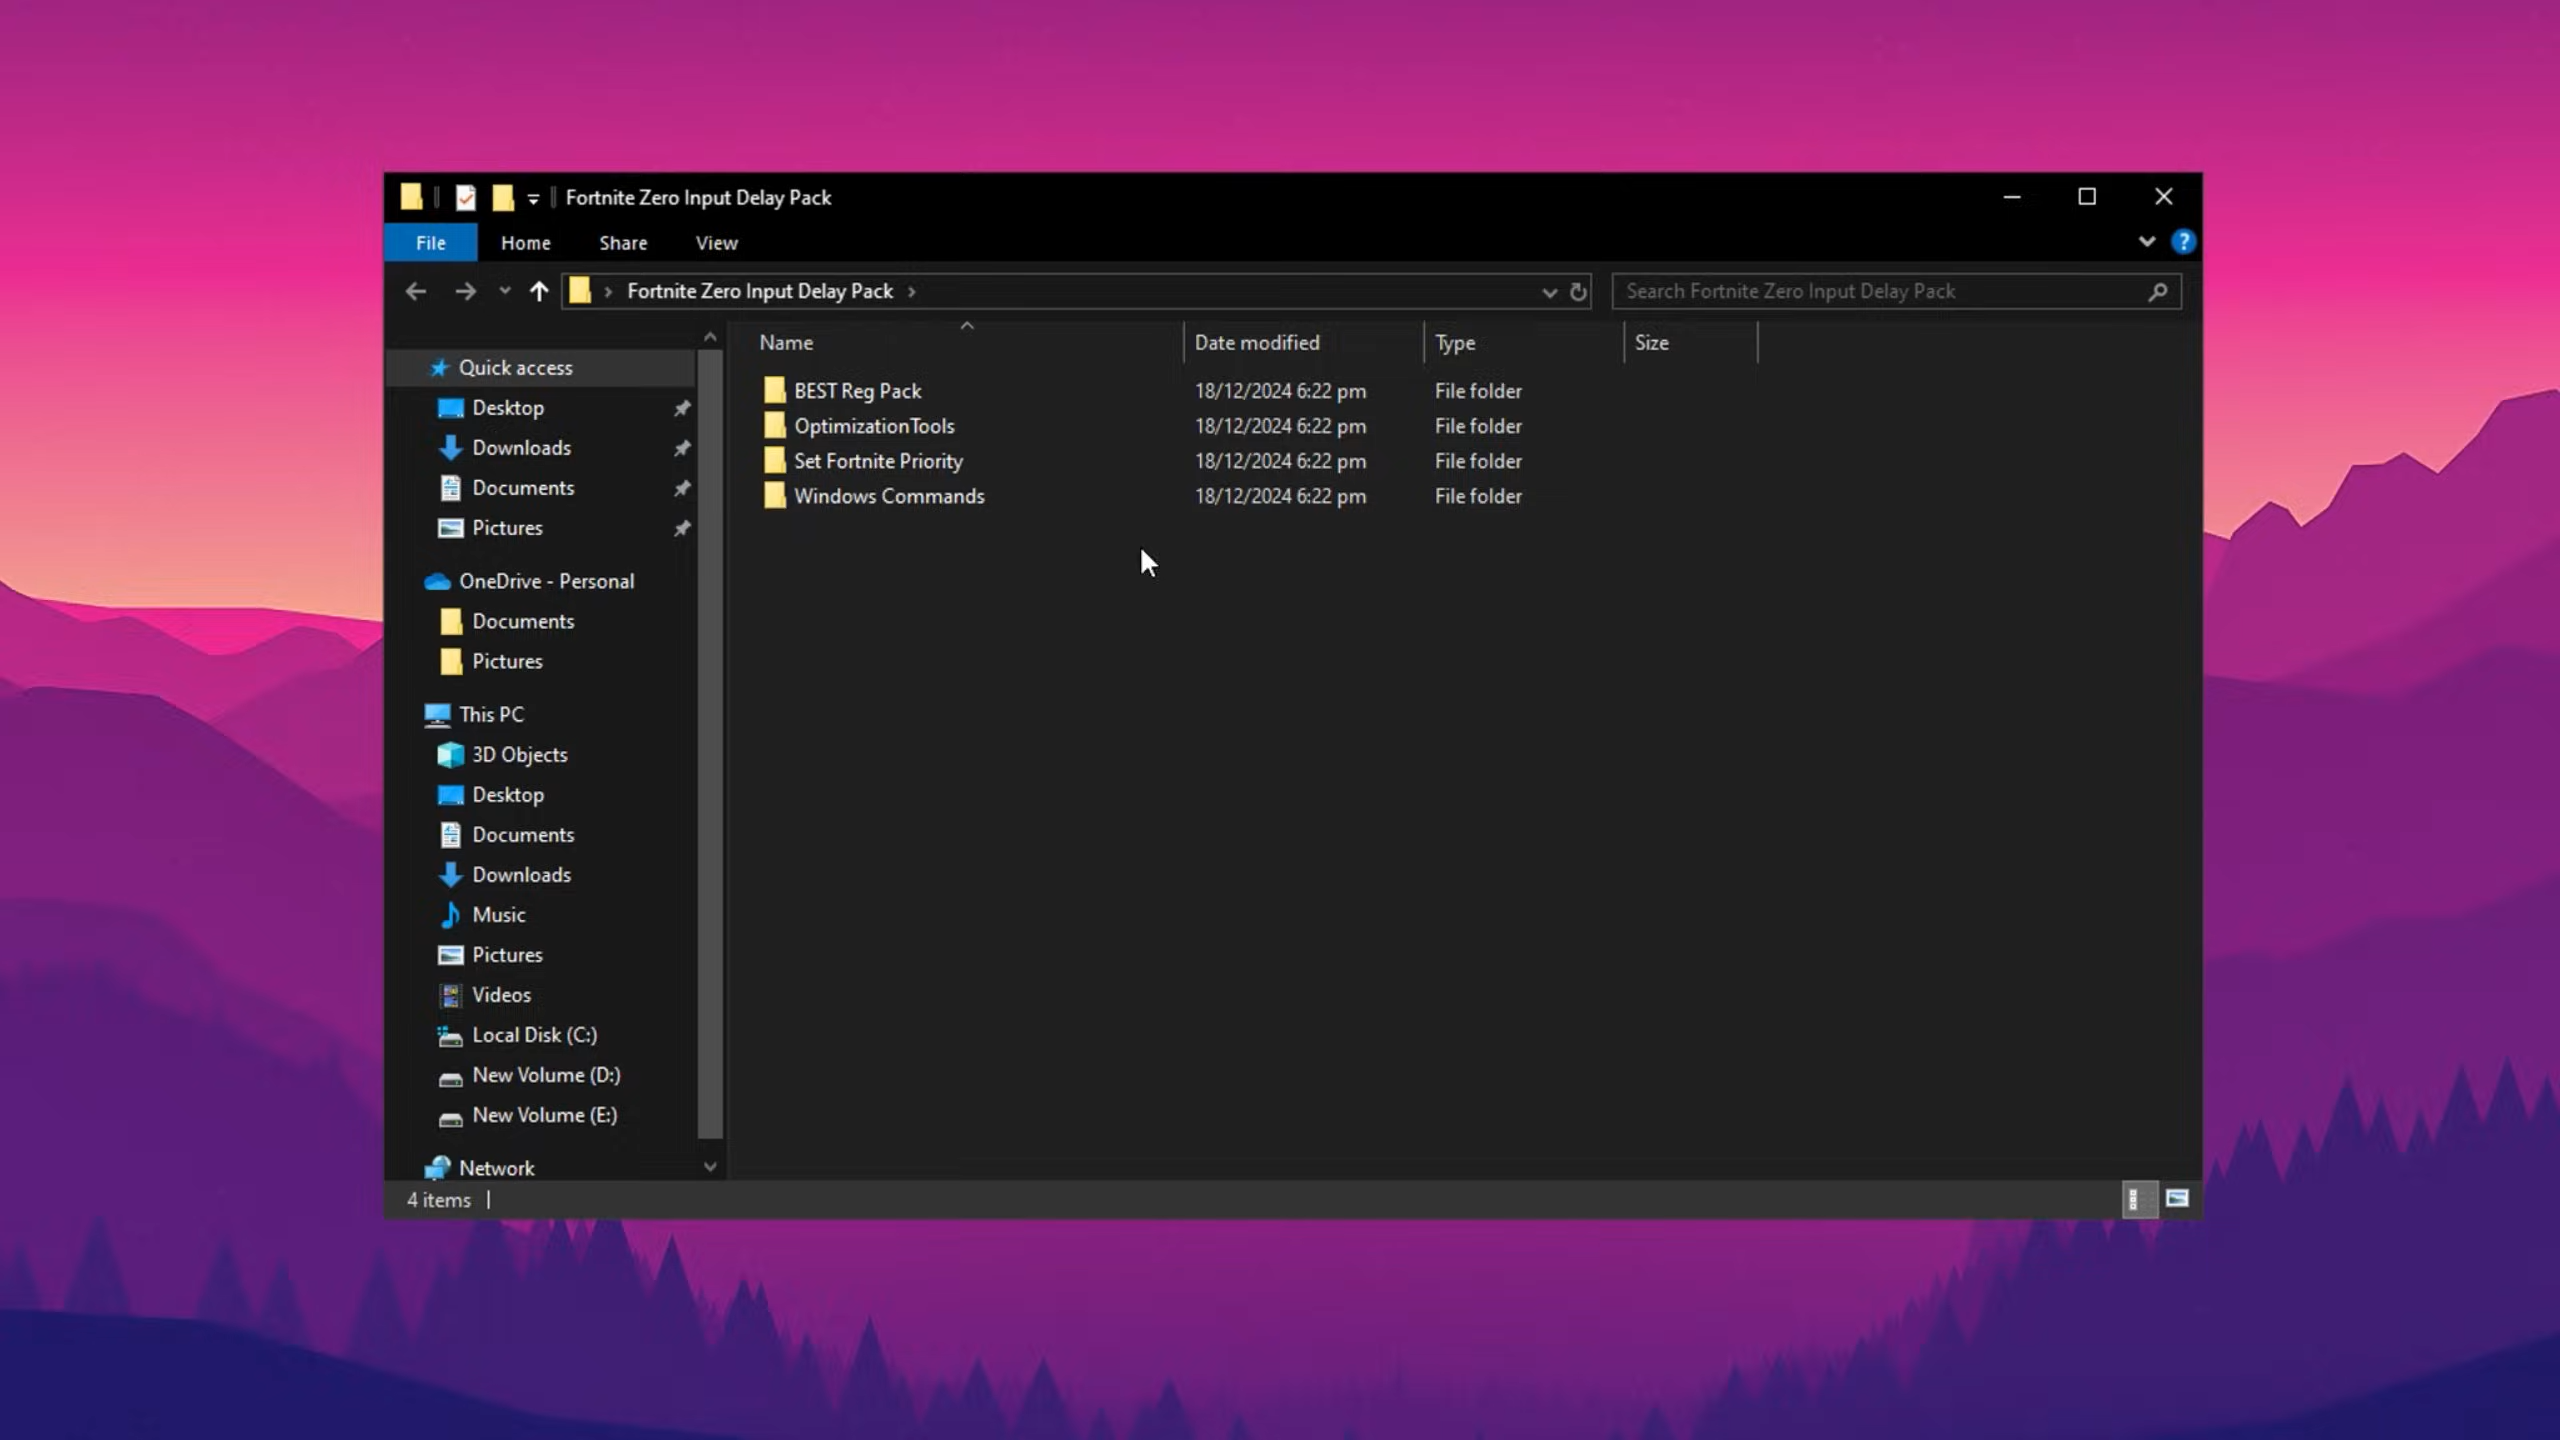 Fortnite Zero Input Delay Pack
File Home Share View
Fortnite Zero Input Delay Pack
Search Fortnite Zero Input Delay Pack
Name Date modified Type Size
BEST Reg Pack 18/12/2024 6:22 pm File folder
OptimizationTools 18/12/2024 6:22 pm File folder
Set Fortnite Priority 18/12/2024 6:22 pm File folder
Windows Commands 18/12/2024 6:22 pm File folder
Quick access
Desktop
Downloads
Documents
Pictures
OneDrive - Personal
Documents
Pictures
This PC
3D Objects
Desktop
Documents
Downloads
Music
Pictures
Videos
Local Disk (C:)
New Volume (D:)
New Volume (E:)
Network
4 items